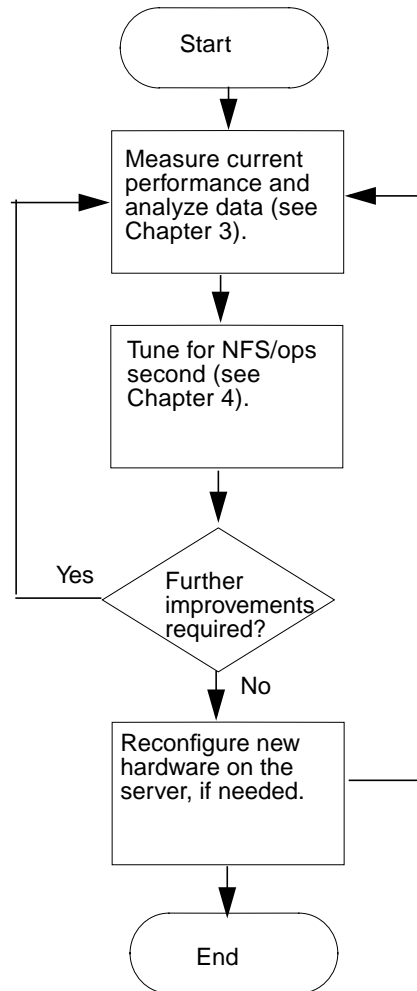 Start
Measure current
performance and
analyze data (see
Chapter 3).
Tune for NFS/ops
second (see
Chapter 4).
Yes
Further
improvements
required?
No
Reconfigure new
hardware on the
server, if needed.
End